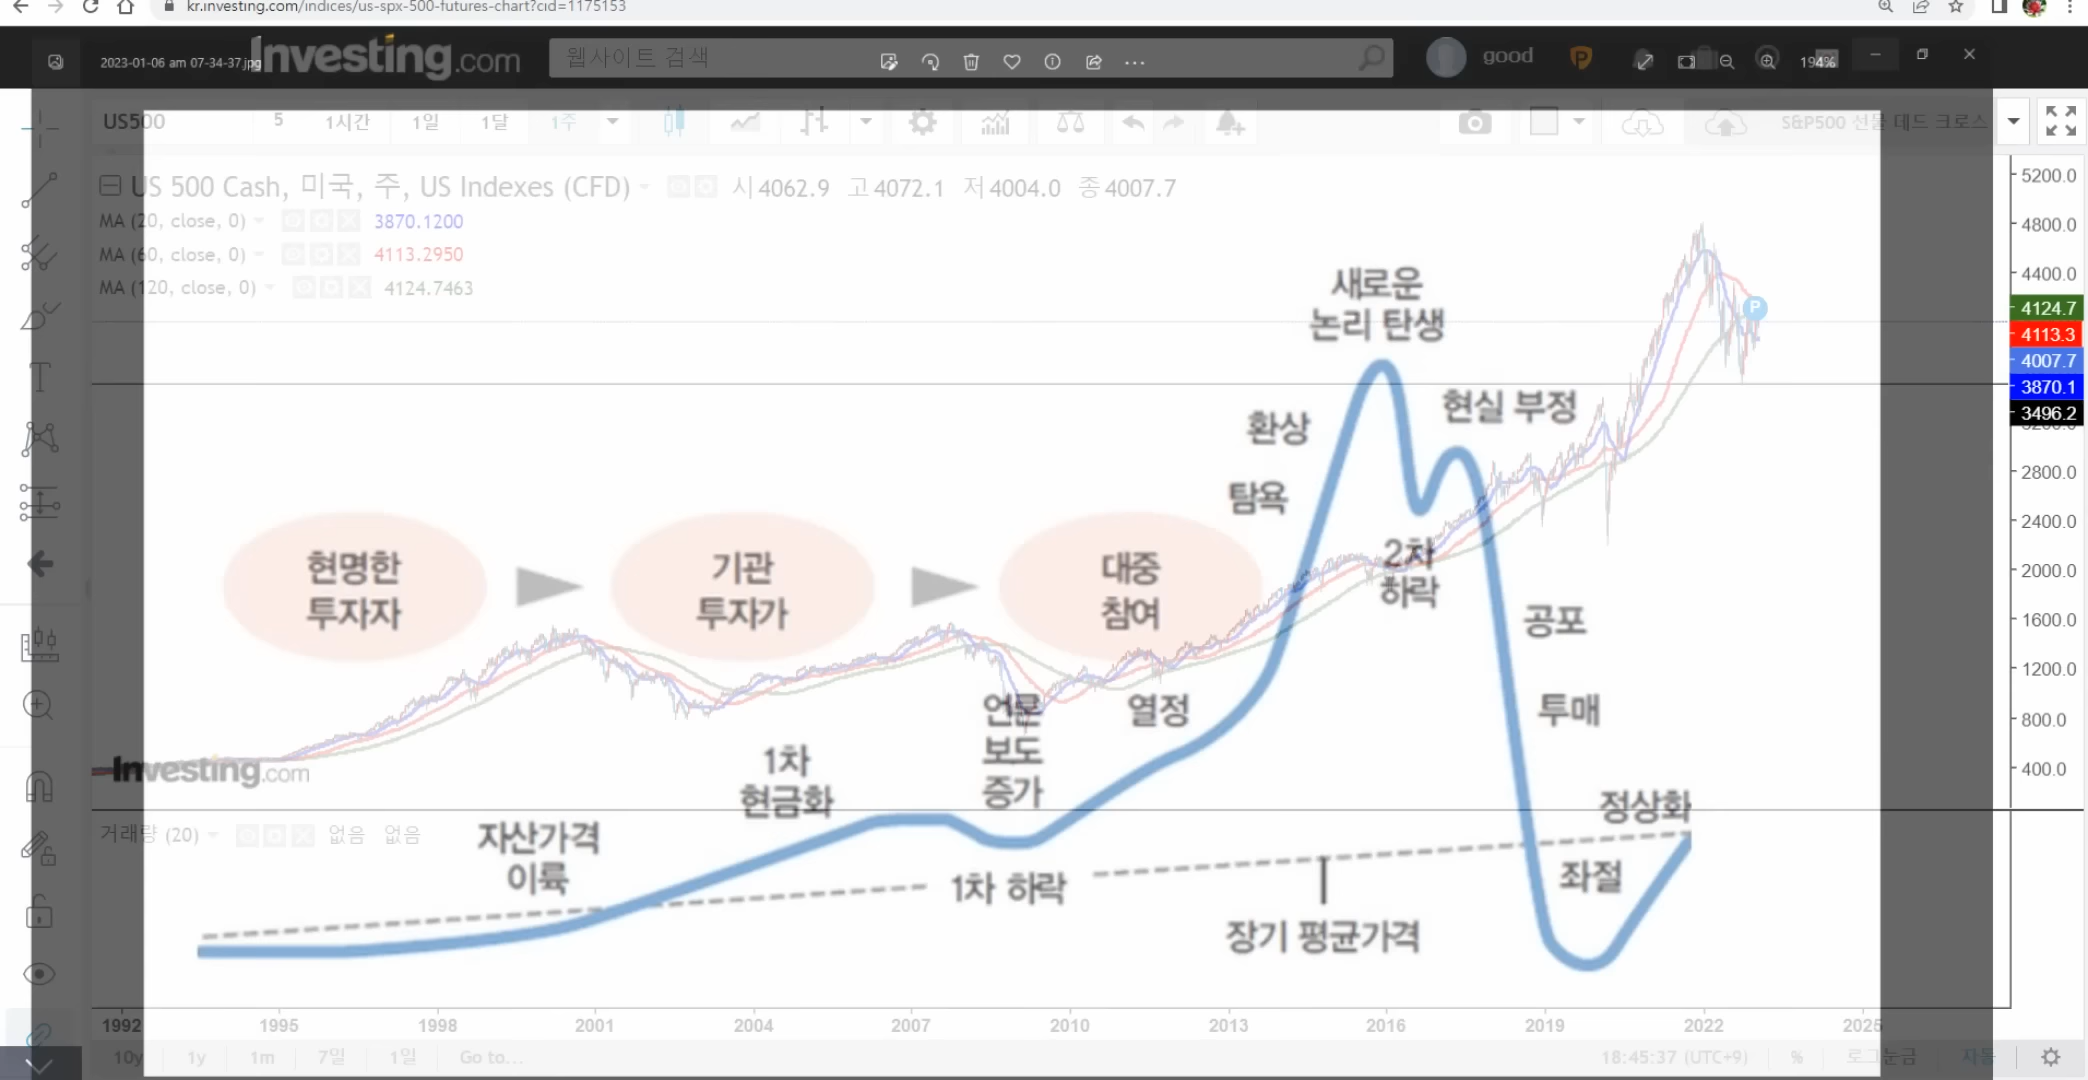 kr.investing.com/indices/us-spx-500-futures-chart?cid=1175153
2023-01-06 am 07-34-37.jpg
Investing.com
웹사이트 검색
good
P
194%
US500
5
1시간
1일
1달
1주
S&P500 선물 데드 크로스
US 500 Cash, 미국, 주, US Indexes (CFD)
시 4062.9 고 4072.1 저 4004.0 종 4007.7
MA (20, close, 0)
3870.1200
MA (60, close, 0)
4113.2950
MA (120, close, 0)
4124.7463
5200.0
4800.0
4400.0
4124.7
4113.3
4007.7
3870.1
3496.2
2800.0
2400.0
2000.0
1600.0
1200.0
800.0
400.0
P
새로운
논리 탄생
현실 부정
환상
탐욕
현명한
투자자
기관
투자가
대중
참여
2차
하락
공포
투매
언론
보도
증가
열정
1차
현금화
자산가격
이륙
정상화
좌절
1차 하락
장기 평균가격
Investing.com
거래량 (20)
없음 없음
1992
1995
1998
2001
2004
2007
2010
2013
2016
2019
2022
2025
10y
1y
1m
7일
1일
Go to...
18:45:37 (UTC+9)
%
로그눈금
자동